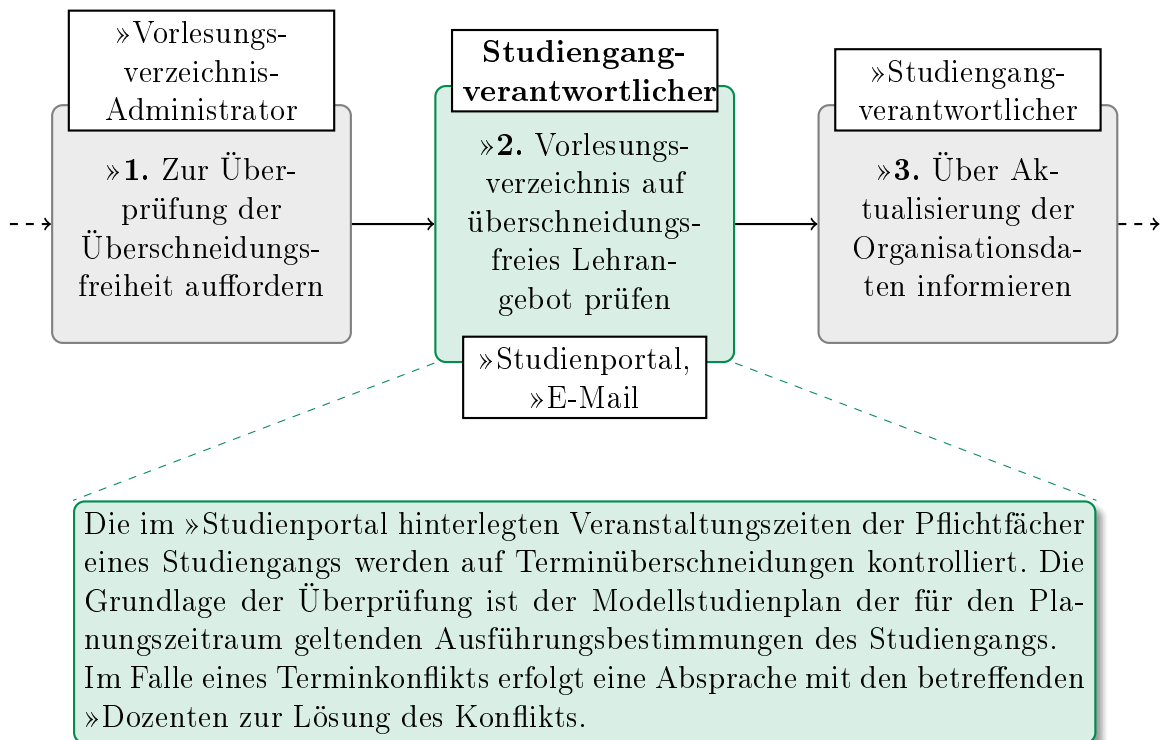 »Vorlesungs-
verzeichnis-
Administrator
»1. Zur Über-
prüfung der
Überschneidungs-
freiheit auffordern
Studiengang-
verantwortlicher
»2. Vorlesungs-
verzeichnis auf
überschneidungs-
freies Lehran-
gebot prüfen
»Studienportal,
»E-Mail
»Studiengang-
verantwortlicher
»3. Über Ak-
tualisierung der
Organisationsda-
ten informieren
Die im »Studienportal hinterlegten Veranstaltungszeiten der Pflichtfächer
eines Studiengangs werden auf Terminüberschneidungen kontrolliert. Die
Grundlage der Überprüfung ist der Modellstudienplan der für den Pla-
nungszeitraum geltenden Ausführungsbestimmungen des Studiengangs.
Im Falle eines Terminkonflikts erfolgt eine Absprache mit den betreffenden
»Dozenten zur Lösung des Konflikts.